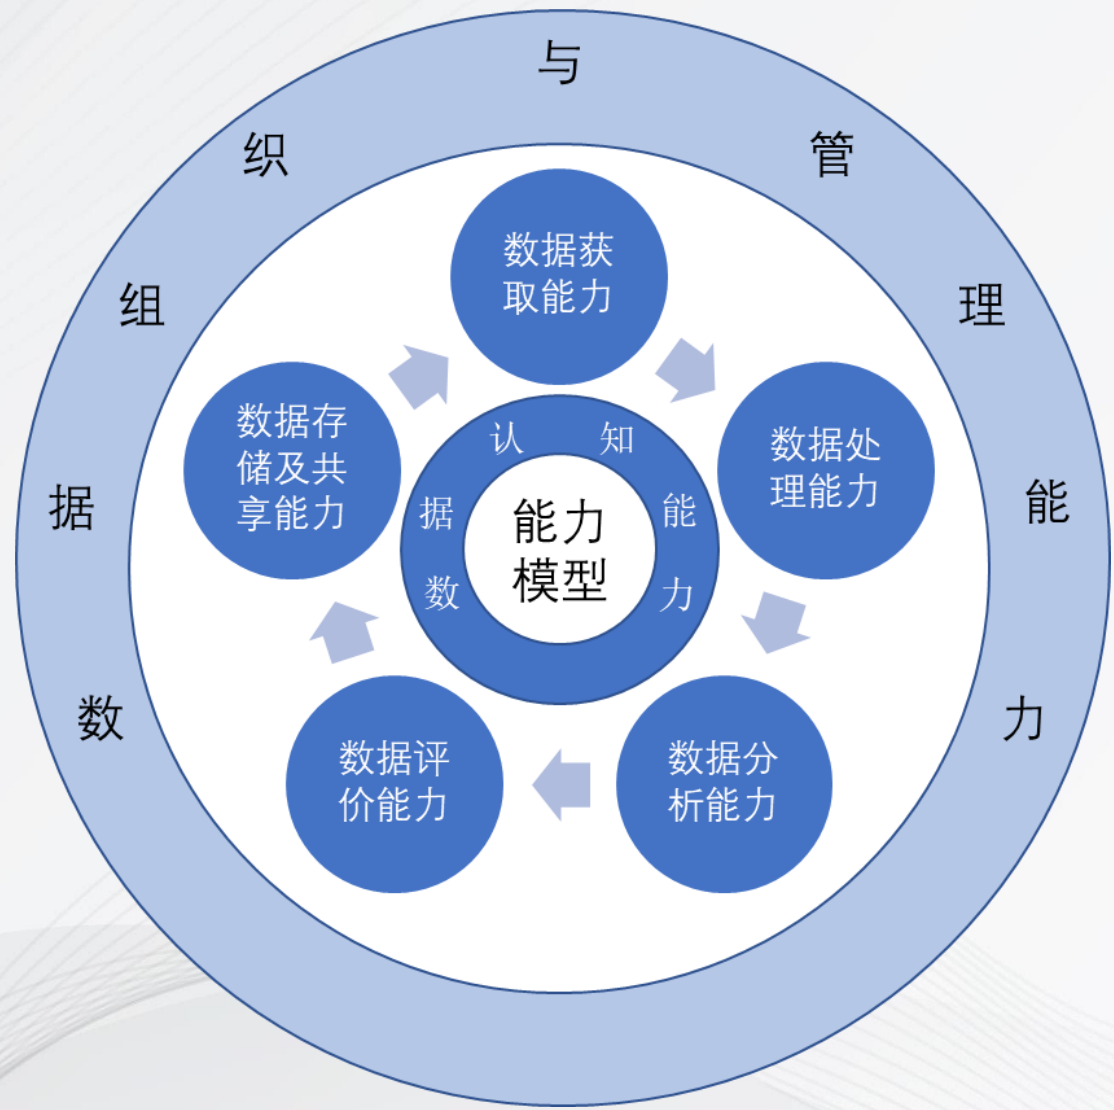 数据组织与管理能力
数据获
取能力
数据处
理能力
数据分
析能力
数据评
价能力
数据存
储及共
享能力
数据认知能力
能力
模型